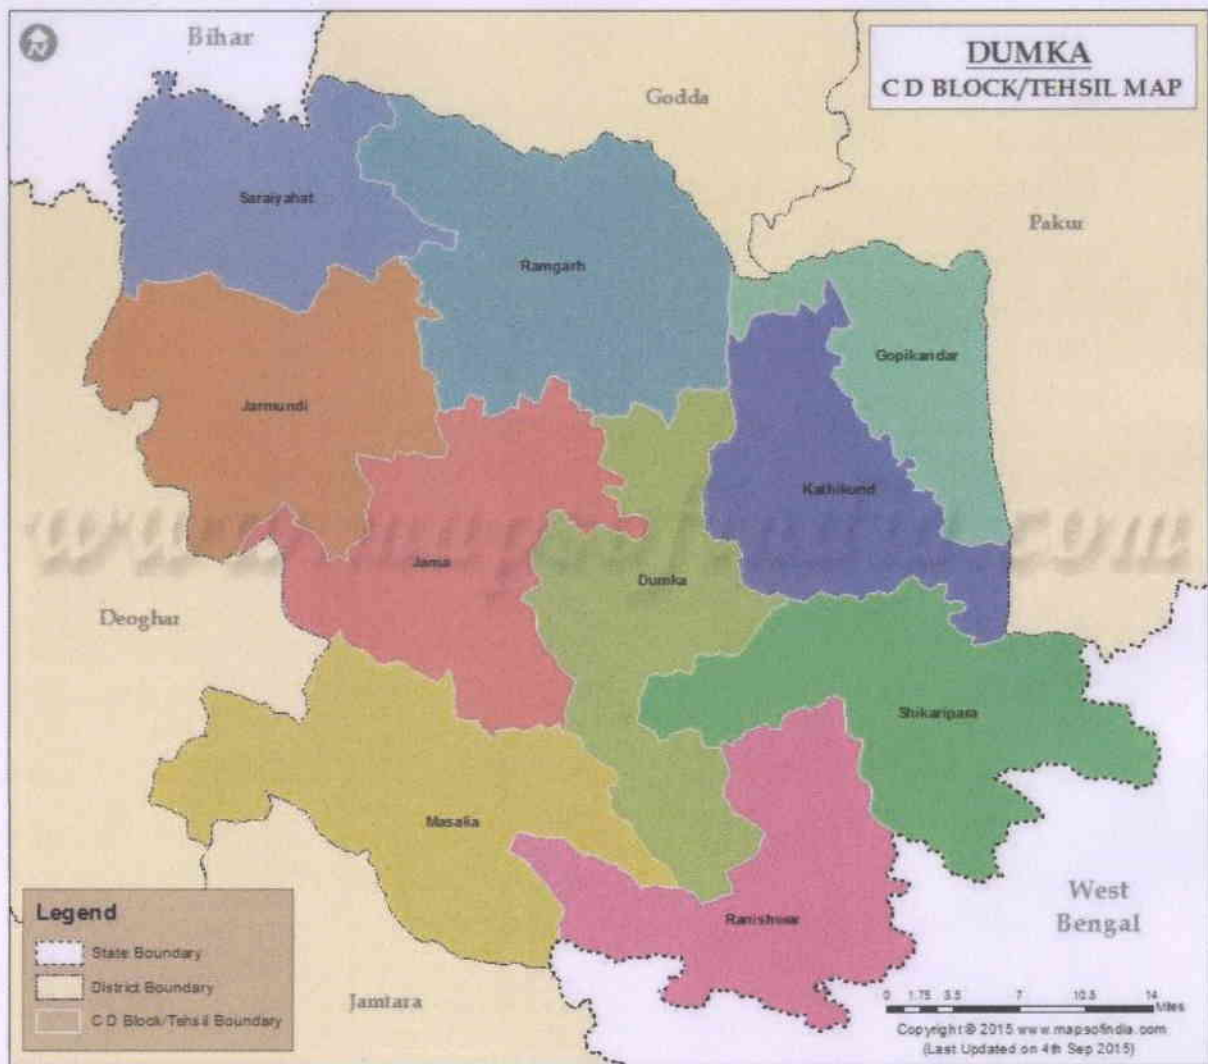 Bihar
DUMKA
C D BLOCK/TEHSIL MAP
Godda
Saraiyahat
Pakur
Ramgarh
Gopikandar
Jarmundi
Kathikund
Jama
Dumka
Deoghar
Shikaripara
Masalia
West
Bengal
Ranishwar
Jamtara
Legend
State Boundary
District Boundary
C D Block/Tehsil Boundary
0 1.75 3.5 7 10.5 14
Miles
Copyright © 2015 www.mapsofindia.com
(Last Updated on 4th Sep 2015)